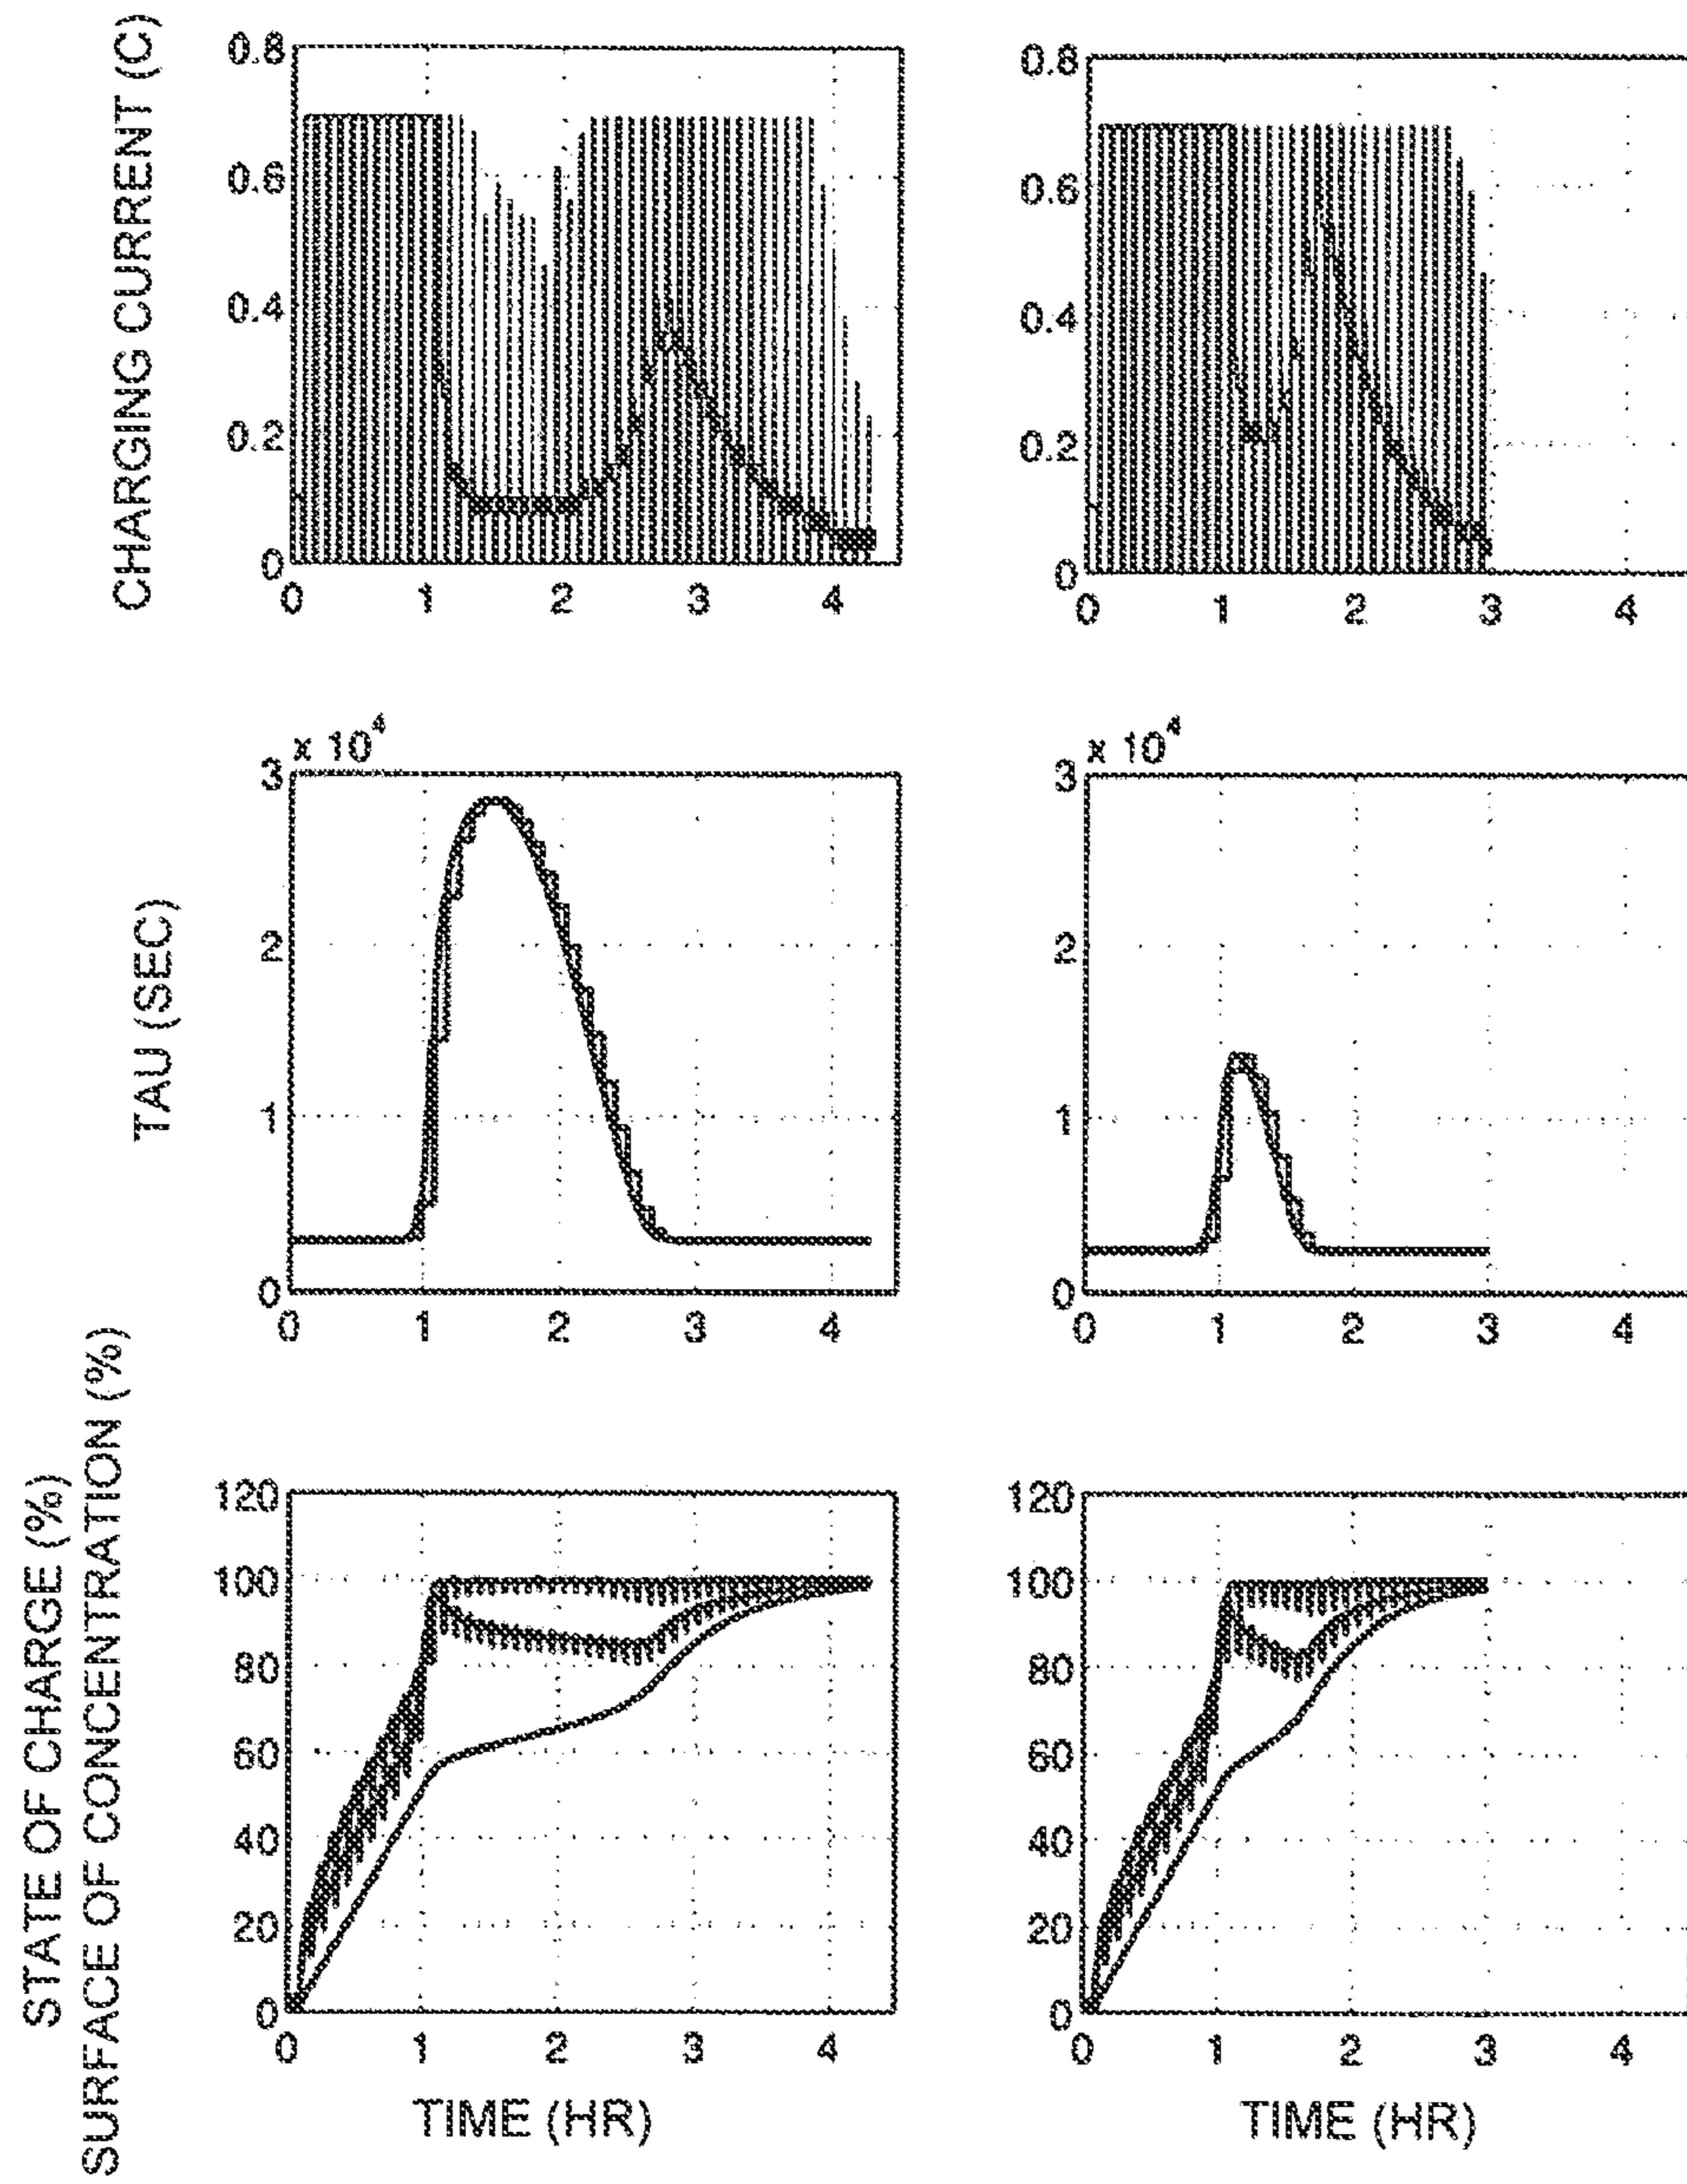 CHARGING CURRENT (C)
0.8
0.6
0.4
0.2
0
0 1 2 3 4
0.8
0.6
0.4
0.2
0
0 1 2 3 4
TAU (SEC)
x 10⁴
3
2
1
0
0 1 2 3 4
x 10⁴
3
2
1
0
0 1 2 3 4
STATE OF CHARGE (%)
SURFACE OF CONCENTRATION (%)
120
100
80
60
40
20
0
0 1 2 3 4
TIME (HR)
120
100
80
60
40
20
0
0 1 2 3 4
TIME (HR)